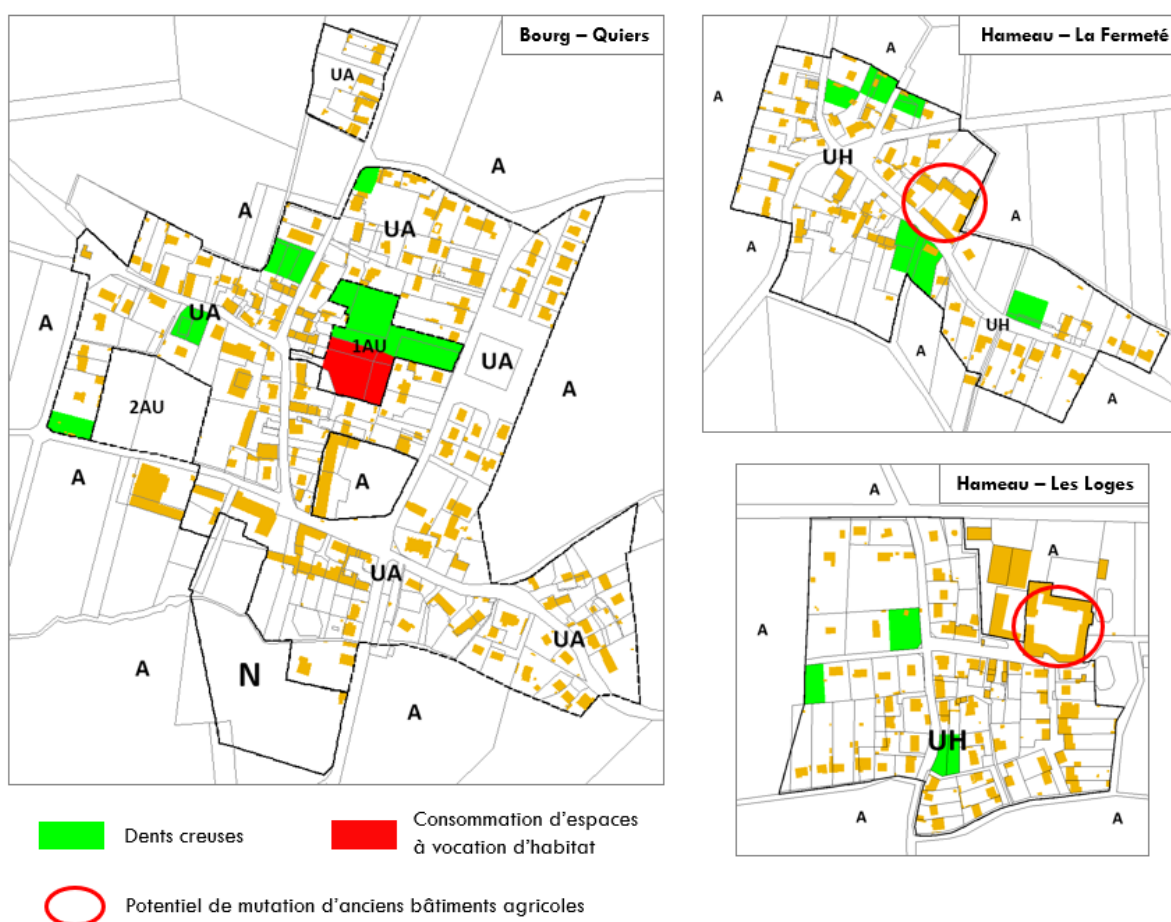 Bourg – Quiers
UA
A
A
UA
A
UA
1AU
UA
A
2AU
A
A
UA
UA
N
A
A
Hameau – La Fermeté
A
A
UH
A
A
UH
A
A
Hameau – Les Loges
A
A
A
UH
A
A
Dents creuses
Consommation d'espaces
à vocation d'habitat
Potentiel de mutation d'anciens bâtiments agricoles